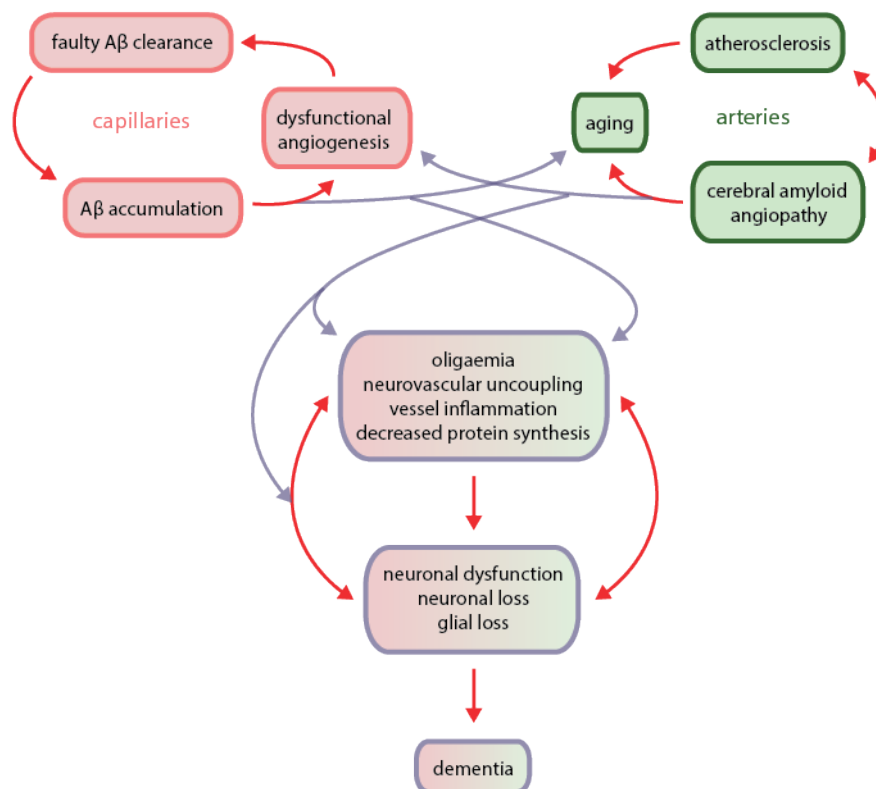 faulty Aβ clearance
atherosclerosis
capillaries
dysfunctional
angiogenesis
aging
arteries
Aβ accumulation
cerebral amyloid
angiopathy
oligaemia
neurovascular uncoupling
vessel inflammation
decreased protein synthesis
neuronal dysfunction
neuronal loss
glial loss
dementia